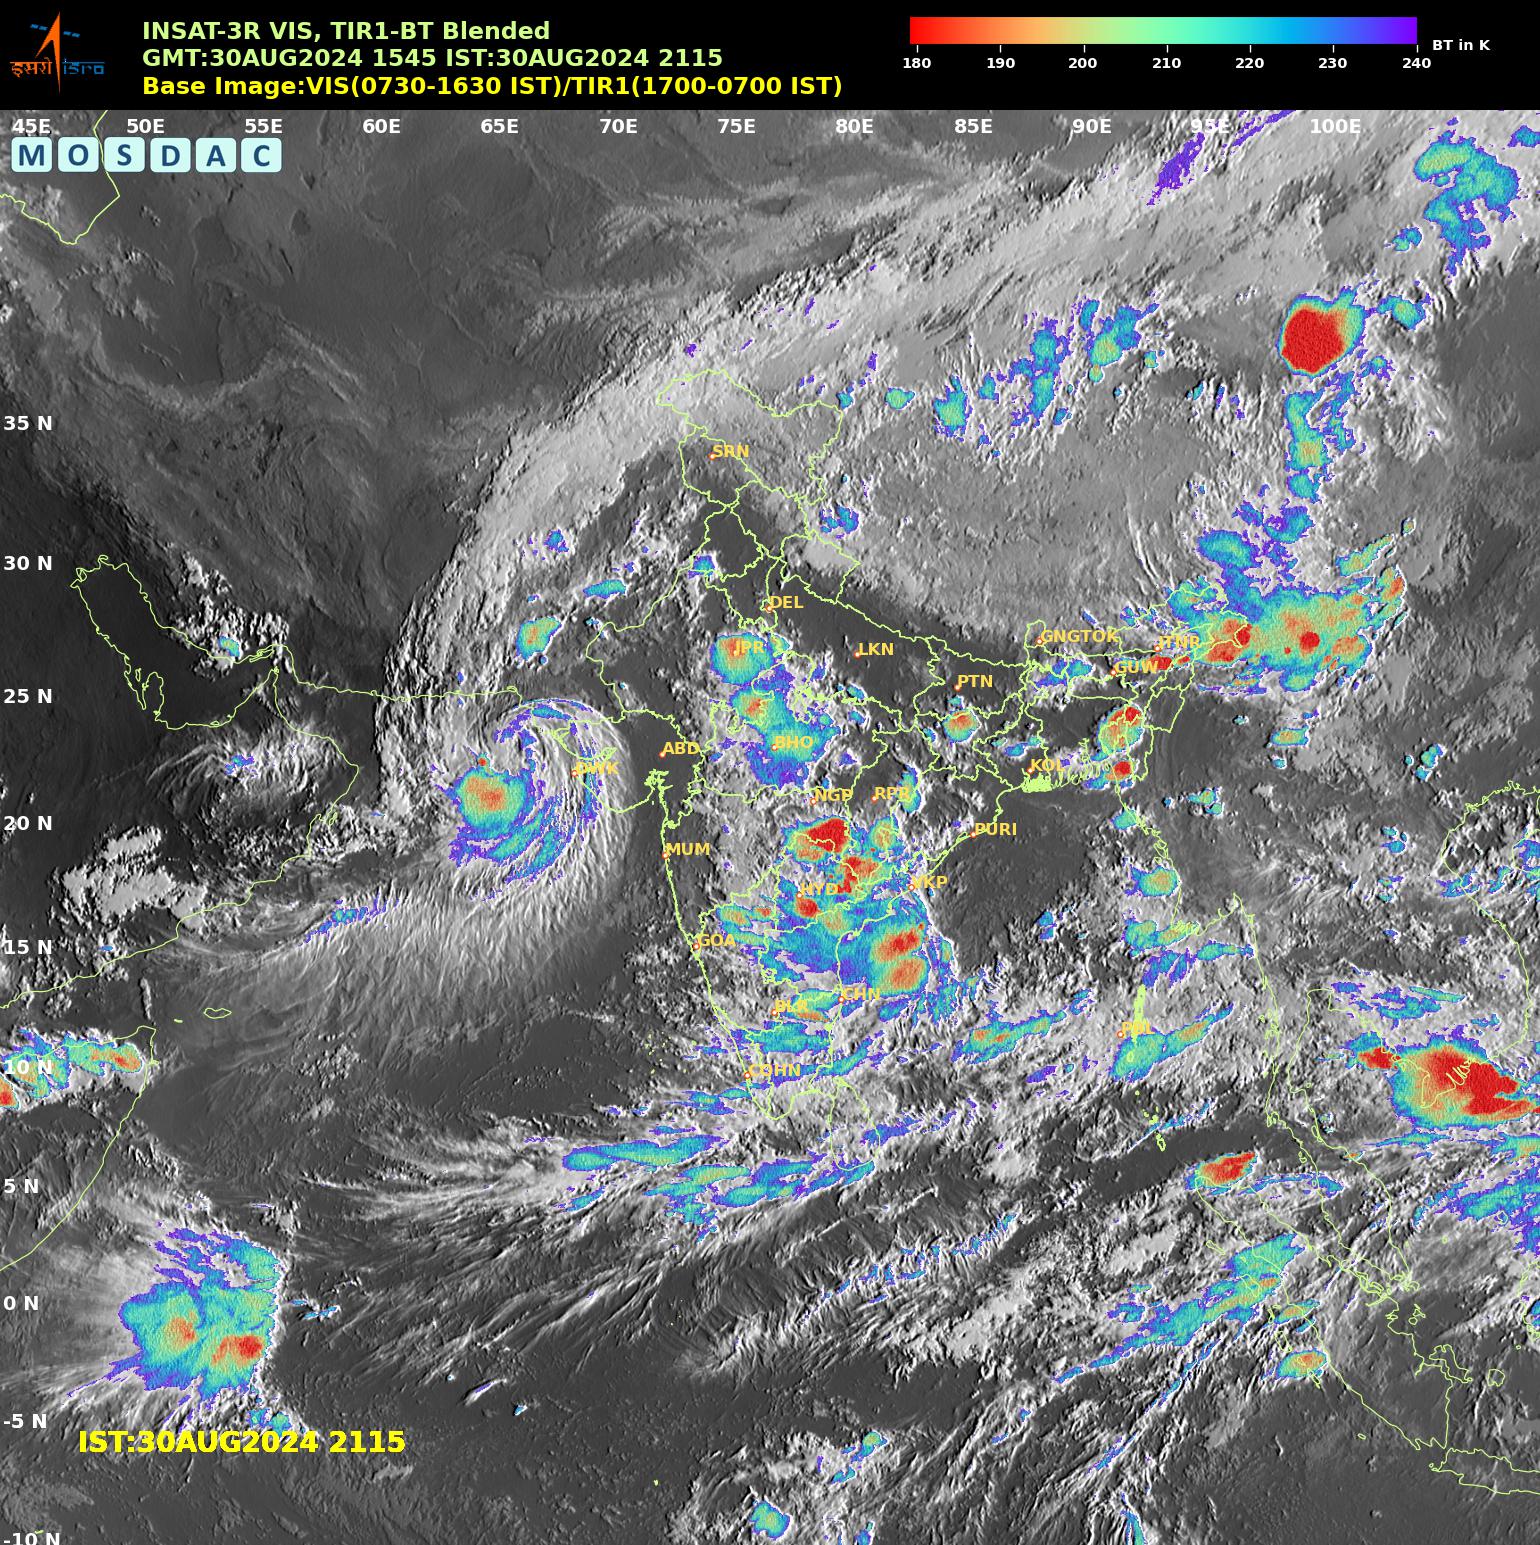 INSAT-3R VIS, TIR1-BT Blended
GMT:30AUG2024 1545 IST:30AUG2024 2115
Base Image:VIS(0730-1630 IST)/TIR1(1700-0700 IST)
इसरो isro
BT in K
180 190 200 210 220 230 240
45E 50E 55E 60E 65E 70E 75E 80E 85E 90E 95E 100E
M O S D A C
35 N
SRN
30 N
DEL
GNGTOK
ITNR
JPR
LKN
GUW
PTN
25 N
BHO
ABD
DWK
KOL
NGP
RPR
20 N
PURI
MUM
HYD
VKP
15 N
GOA
CHN
BLR
PBL
10 N
COHN
5 N
0 N
-5 N
IST:30AUG2024 2115
-10 N